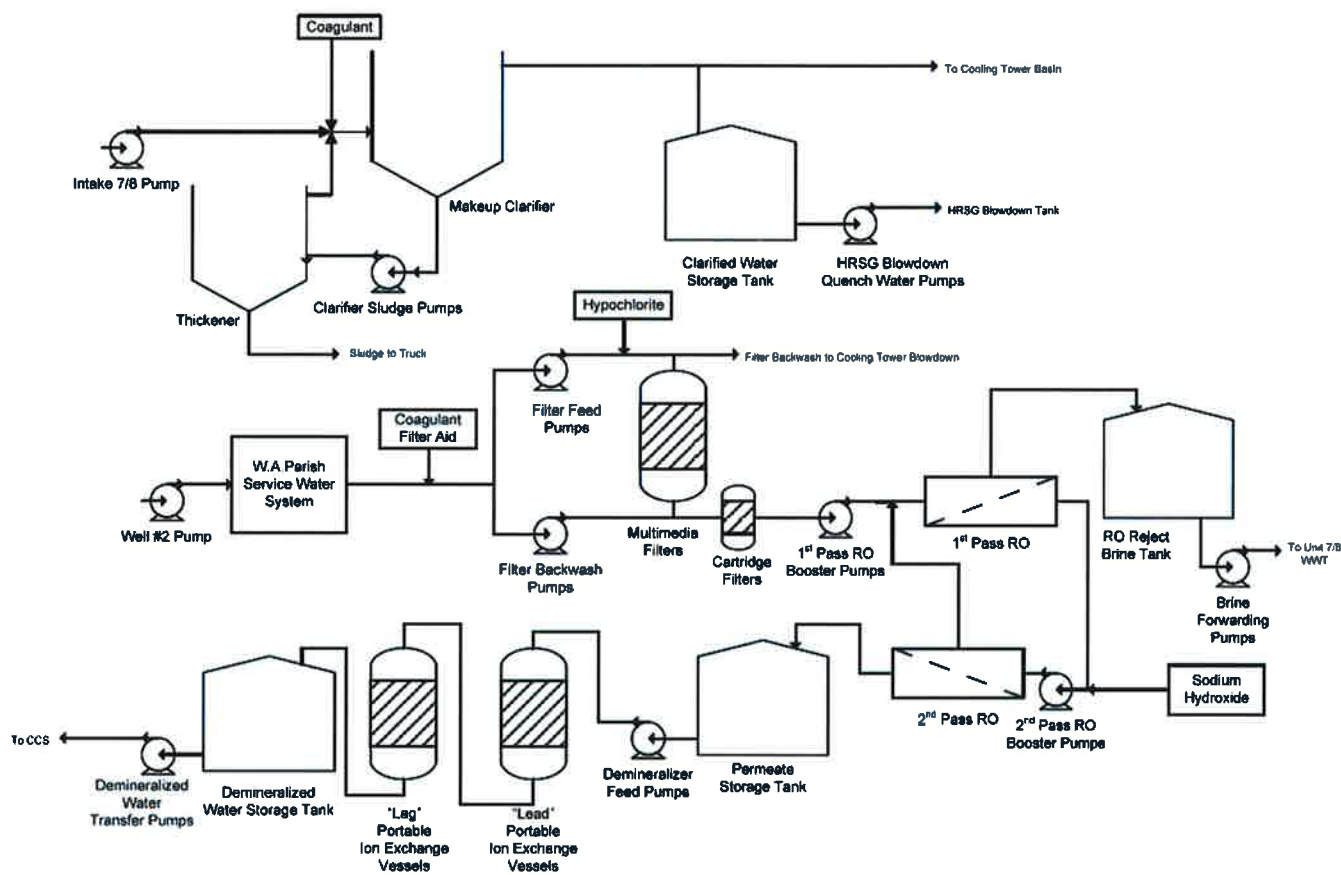 Coagulant
To Cooling Tower Basin
Intake 7/8 Pump
Makeup Clarifier
HRSG Blowdown Tank
Clarified Water
Storage Tank
HRSG Blowdown
Quench Water Pumps
Clarifier Sludge Pumps
Thickener
Hypochlorite
Sludge to Truck
Filter Backwash to Cooling Tower Blowdown
Filter Feed
Pumps
Coagulant
Filter Aid
W.A Parish
Service Water
System
Well #2 Pump
Multimedia
Filters
Filter Backwash
Pumps
Cartridge
Filters
1st Pass RO
Booster Pumps
1st Pass RO
RO Reject
Brine Tank
To Unit 7/8
WWT
Brine
Forwarding
Pumps
Sodium
Hydroxide
2nd Pass RO
2nd Pass RO
Booster Pumps
Permeate
Storage Tank
Demineralizer
Feed Pumps
"Lead"
Portable
Ion Exchange
Vessels
"Lag"
Portable
Ion Exchange
Vessels
Demineralized
Water Storage Tank
To CCS
Demineralized
Water
Transfer Pumps